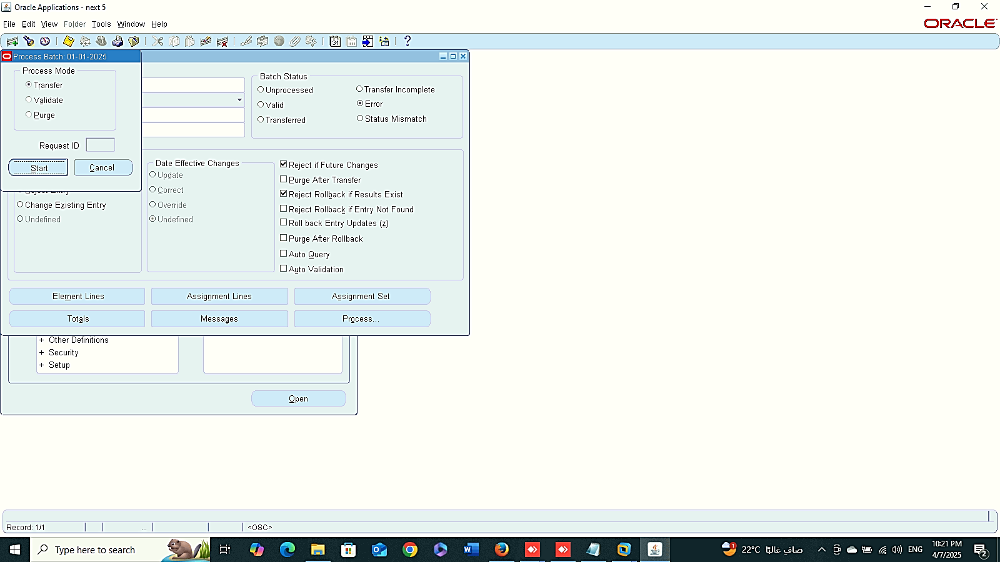 Oracle Applications - next 5
File Edit View Folder Tools Window Help
ORACLE
Process Batch: 01-01-2025
Process Mode
Transfer
Validate
Purge
Request ID
Start Cancel
Batch Status
Unprocessed
Transfer Incomplete
Valid
Error
Transferred
Status Mismatch
Change Existing Entry
Undefined
Date Effective Changes
Update
Correct
Override
Undefined
Reject if Future Changes
Purge After Transfer
Reject Rollback if Results Exist
Reject Rollback if Entry Not Found
Roll back Entry Updates (z)
Purge After Rollback
Auto Query
Auto Validation
Element Lines Assignment Lines Assignment Set
Totals Messages Process...
+ Other Definitions
+ Security
+ Setup
Open
Record: 1/1 ... <OSC>
Type here to search
22°C صاف غالبًا
ENG
10:21 PM
4/7/2025